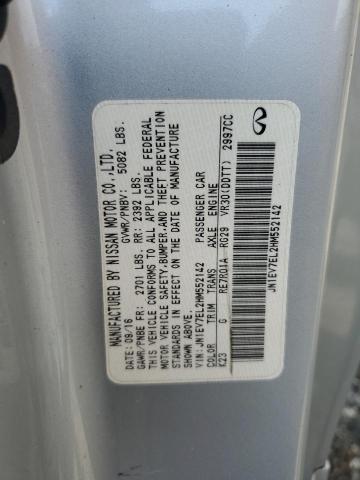 MANUFACTURED BY NISSAN MOTOR CO.,LTD.
DATE: 09/16 GVWR/PNBV: 5082 LBS.
GAWR/PNBE FR: 2701 LBS. RR: 2392 LBS.
THIS VEHICLE CONFORMS TO ALL APPLICABLE FEDERAL
MOTOR VEHICLE SAFETY,BUMPER,AND THEFT PREVENTION
STANDARDS IN EFFECT ON THE DATE OF MANUFACTURE
SHOWN ABOVE.
VIN: JN1EV7EL2HM552142 PASSENGER CAR
COLOR TRIM TRANS. AXLE ENGINE
K23 G RE7R01A RG29 VR30(DDTT) 2997CC
JN1EV7EL2HM552142